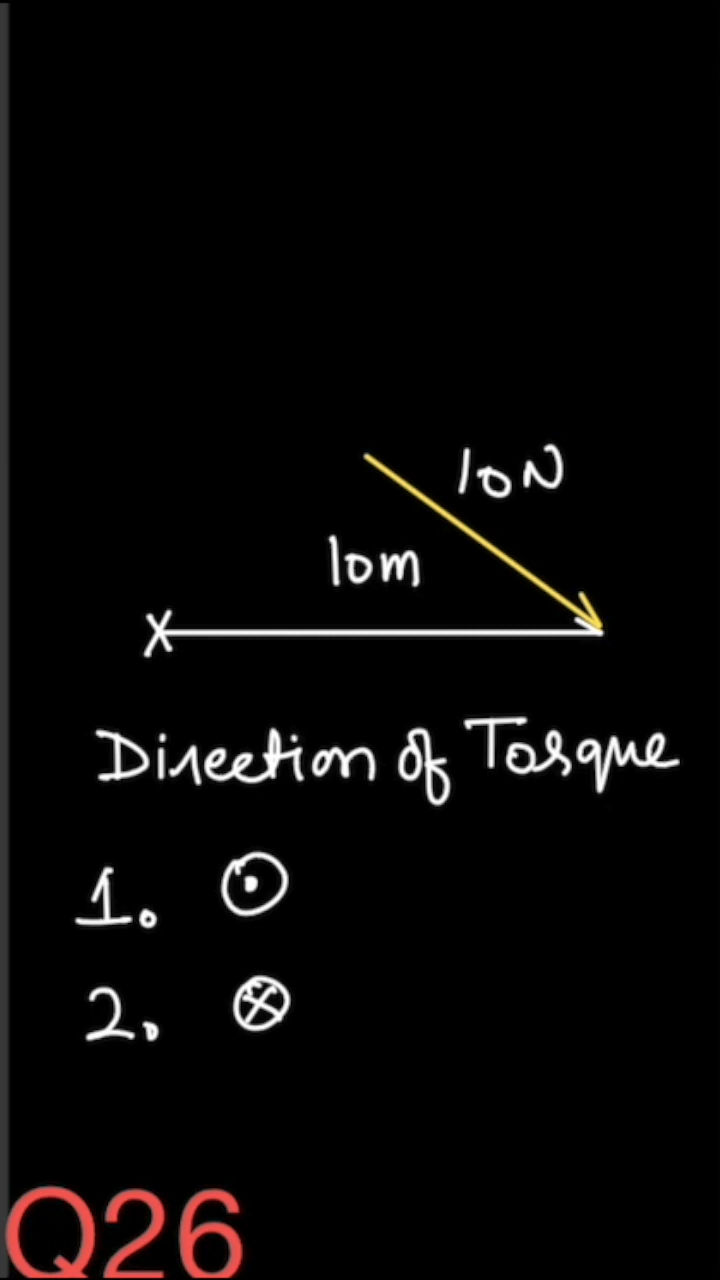 10N
10m
X
Direction of Torque
1. ⊙
2. ⊗
Q26